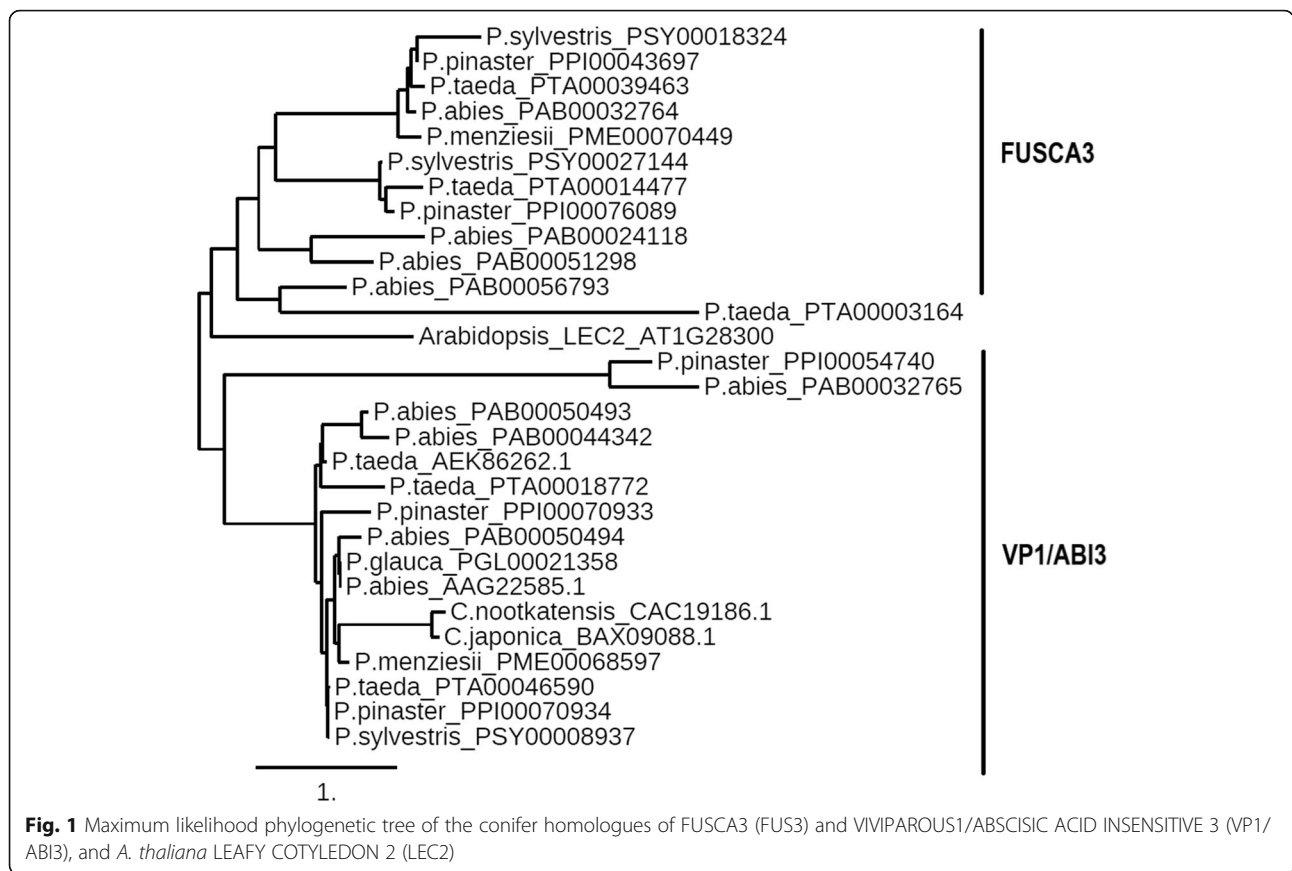 P.sylvestris_PSY00018324
P.pinaster_PPI00043697
P.taeda_PTA00039463
P.abies_PAB00032764
P.menziesii_PME00070449
P.sylvestris_PSY00027144
P.taeda_PTA00014477
P.pinaster_PPI00076089
P.abies_PAB00024118
P.abies_PAB00051298
P.abies_PAB00056793
P.taeda_PTA00003164
FUSCA3
Arabidopsis_LEC2_AT1G28300
P.pinaster_PPI00054740
P.abies_PAB00032765
P.abies_PAB00050493
P.abies_PAB00044342
P.taeda_AEK86262.1
P.taeda_PTA00018772
P.pinaster_PPI00070933
P.abies_PAB00050494
P.glauca_PGL00021358
P.abies_AAG22585.1
C.nootkatensis_CAC19186.1
C.japonica_BAX09088.1
P.menziesii_PME00068597
P.taeda_PTA00046590
P.pinaster_PPI00070934
P.sylvestris_PSY00008937
VP1/ABI3
1.
Fig. 1 Maximum likelihood phylogenetic tree of the conifer homologues of FUSCA3 (FUS3) and VIVIPAROUS1/ABSCISIC ACID INSENSITIVE 3 (VP1/
ABI3), and A. thaliana LEAFY COTYLEDON 2 (LEC2)